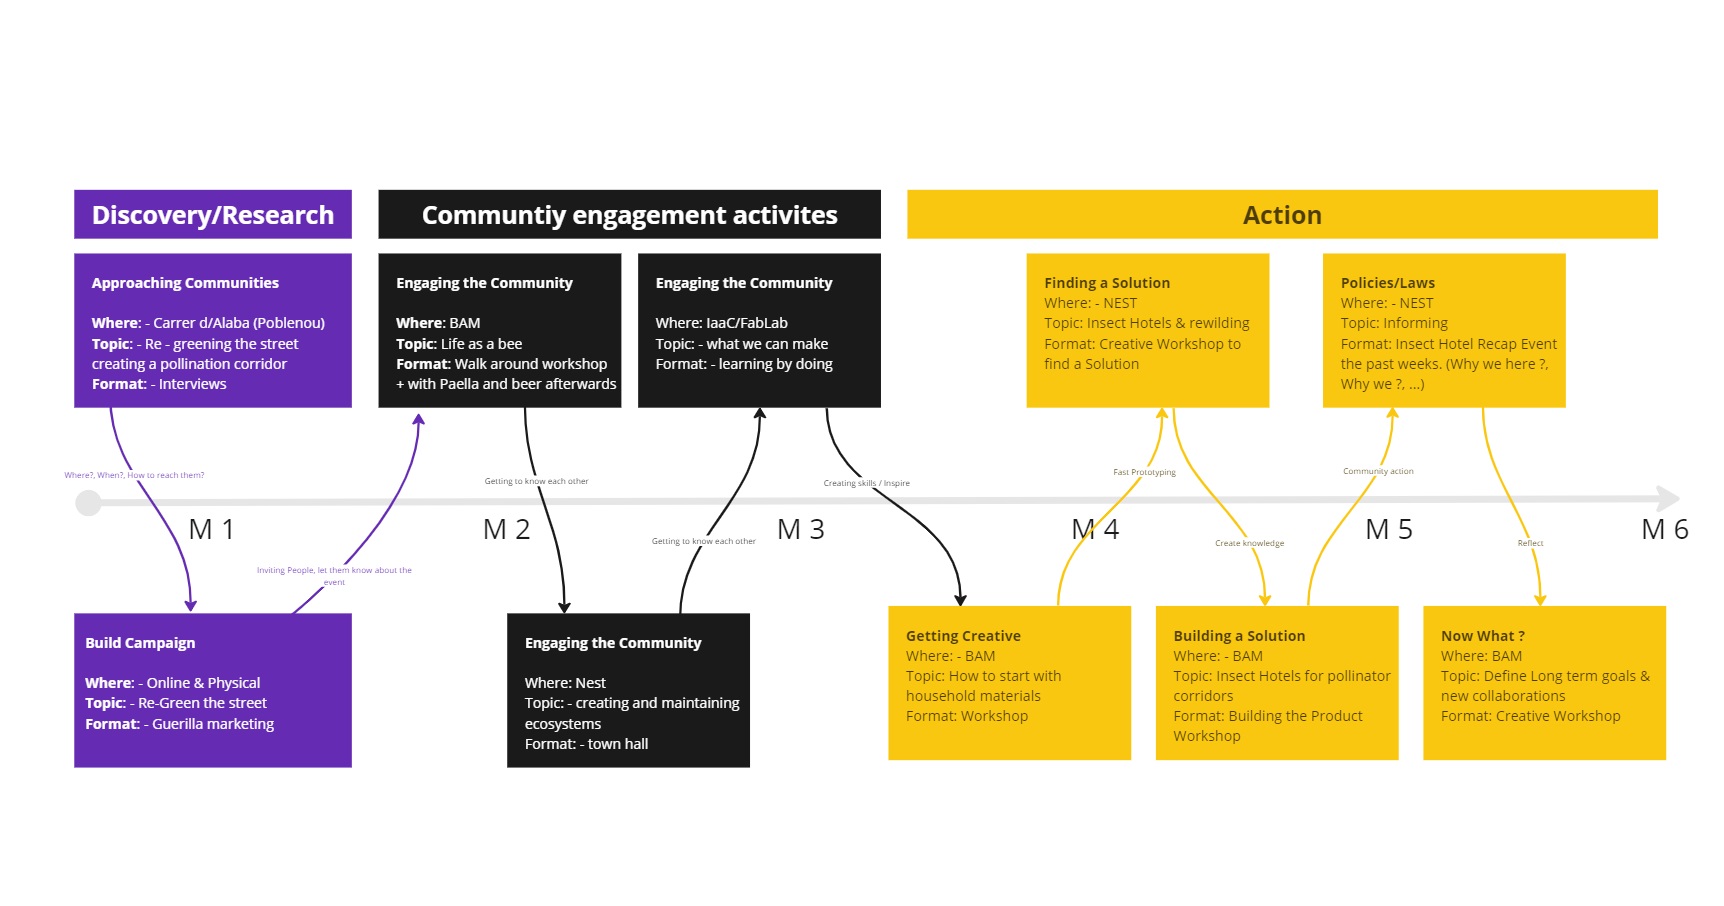 Discovery/Research
Communtiy engagement activites
Action
Approaching Communities
Where: - Carrer d/Alaba (Poblenou)
Topic: - Re - greening the street
creating a pollination corridor
Format: - Interviews
Engaging the Community
Where: BAM
Topic: Life as a bee
Format: Walk around workshop
+ with Paella and beer afterwards
Engaging the Community
Where: IaaC/FabLab
Topic: - what we can make
Format: - learning by doing
Finding a Solution
Where: - NEST
Topic: Insect Hotels & rewilding
Format: Creative Workshop to
find a Solution
Policies/Laws
Where: - NEST
Topic: Informing
Format: Insect Hotel Recap Event
the past weeks. (Why we here ?,
Why we ?, ...)
Where?, When?, How to reach them?
Getting to know each other
Creating skills / Inspire
Fast Prototyping
Community action
M 1
M 2
M 3
M 4
M 5
M 6
Inviting People, let them know about the
event
Getting to know each other
Create knowledge
Reflect
Build Campaign
Where: - Online & Physical
Topic: - Re-Green the street
Format: - Guerilla marketing
Engaging the Community
Where: Nest
Topic: - creating and maintaining
ecosystems
Format: - town hall
Getting Creative
Where: - BAM
Topic: How to start with
household materials
Format: Workshop
Building a Solution
Where: - BAM
Topic: Insect Hotels for pollinator
corridors
Format: Building the Product
Workshop
Now What ?
Where: BAM
Topic: Define Long term goals &
new collaborations
Format: Creative Workshop